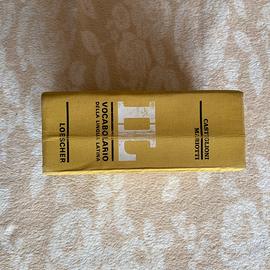 CASTIGLIONI
MARIOTTI
IL
VOCABOLARIO
DELLA LINGUA LATINA
LOESCHER